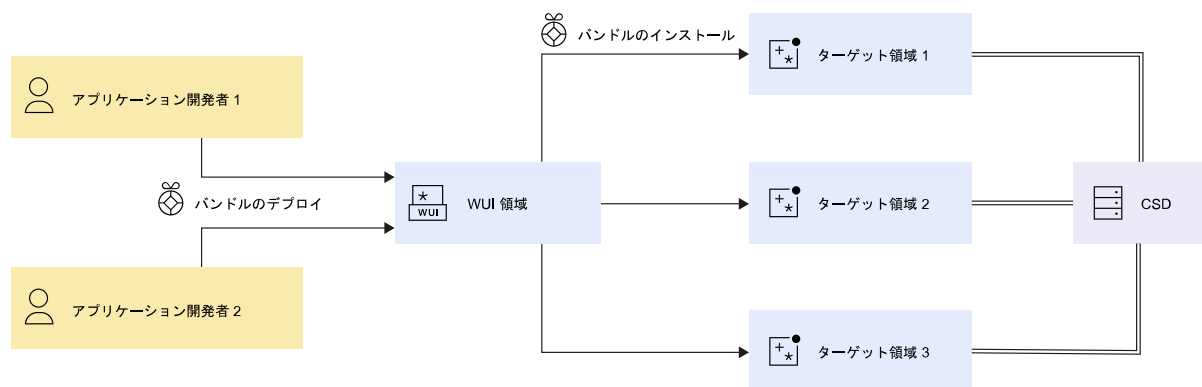 バンドルのインストール
ターゲット領域 1
アプリケーション開発者 1
バンドルのデプロイ
WUI
WUI 領域
ターゲット領域 2
CSD
アプリケーション開発者 2
ターゲット領域 3